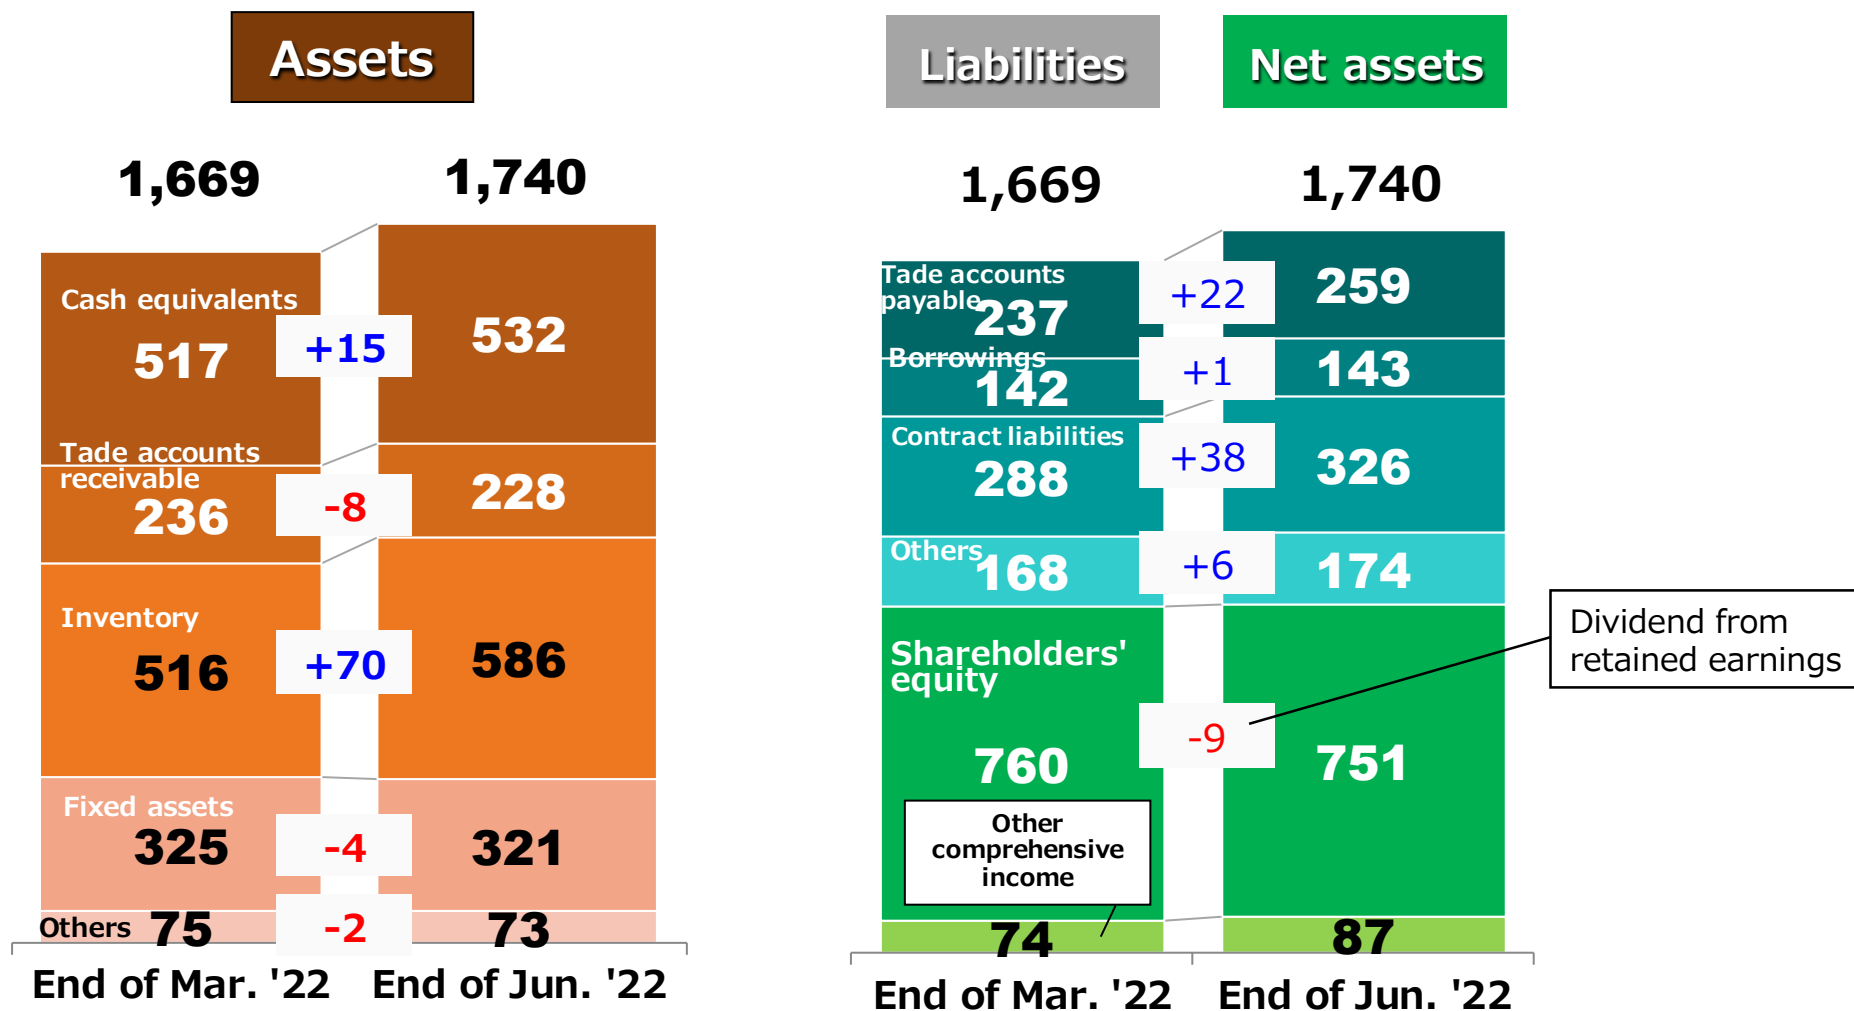 Assets
1,669
1,740
Cash equivalents
517
+15
532
Tade accounts
receivable
236
-8
228
Inventory
516
+70
586
Fixed assets
325
-4
321
Others
75
-2
73
End of Mar. '22
End of Jun. '22
Liabilities
Net assets
1,669
1,740
Tade accounts
payable
237
+22
259
Borrowings
142
+1
143
Contract liabilities
288
+38
326
Others
168
+6
174
Shareholders'
equity
760
-9
751
Dividend from
retained earnings
Other
comprehensive
income
74
87
End of Mar. '22
End of Jun. '22